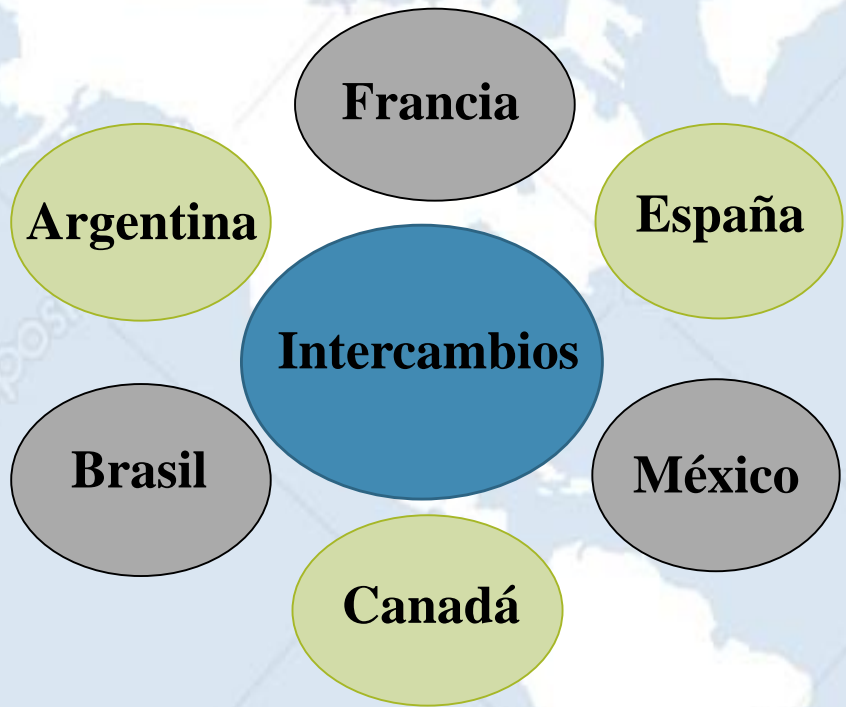 Francia
Argentina
España
Intercambios
Brasil
México
Canadá